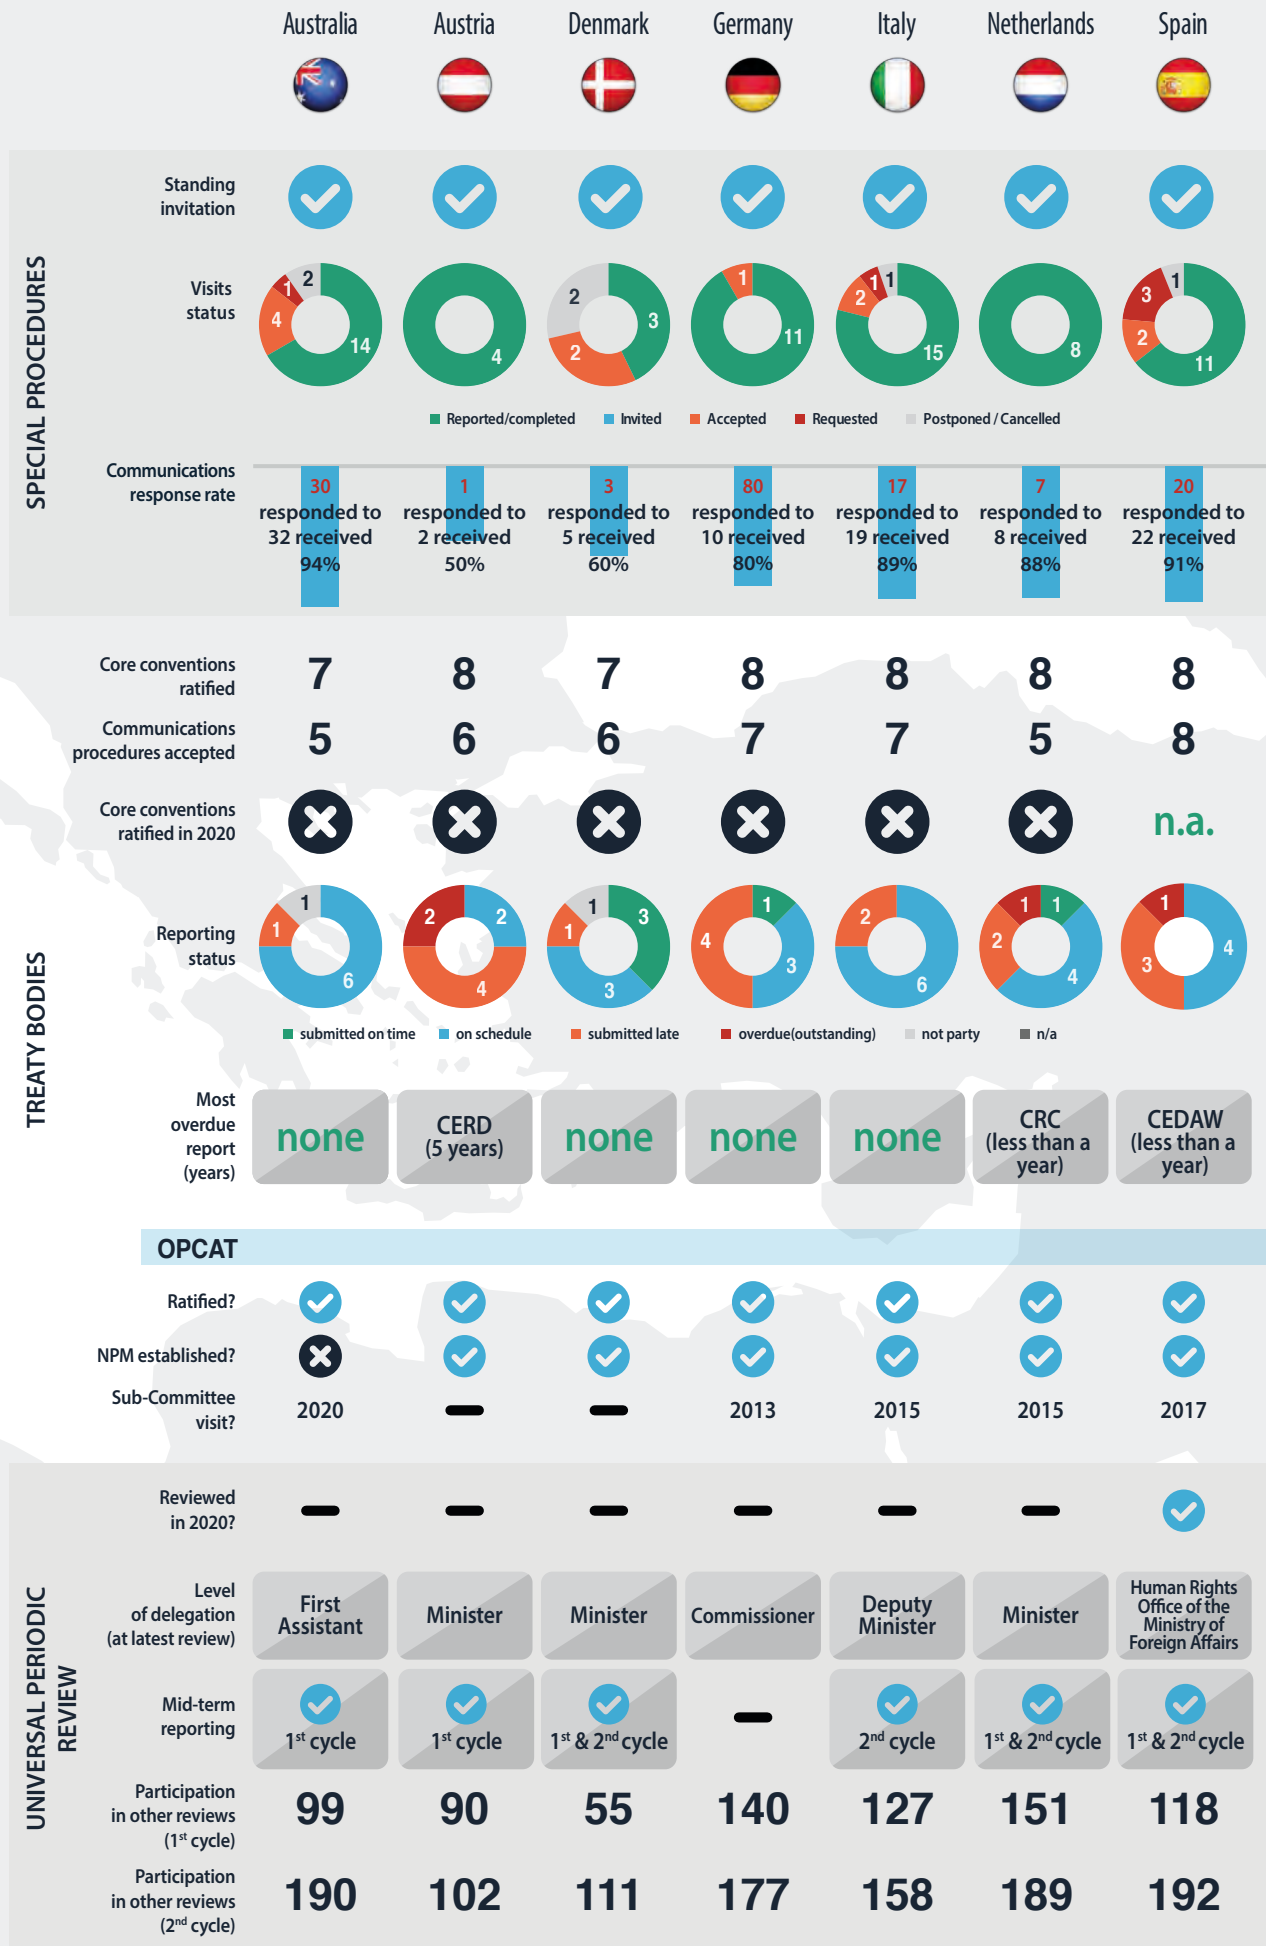 Australia Austria Denmark Germany Italy Netherlands Spain
SPECIAL PROCEDURES
Standing
invitation
Visits
status
2 1 4 14
4
2 3 2
1 11
1 1 2 15
8
1 3 2 11
Reported/completed Invited Accepted Requested Postponed / Cancelled
Communications
response rate
30 1 3 80 17 7 20
responded to responded to responded to responded to responded to responded to responded to
32 received 2 received 5 received 10 received 19 received 8 received 22 received
94% 50% 60% 80% 89% 88% 91%
TREATY BODIES
Core conventions
ratified
7 8 7 8 8 8 8
Communications
procedures accepted
5 6 6 7 7 5 8
Core conventions
ratified in 2020
n.a.
Reporting
status
1 1 6
2 2 4
1 3 1 3
1 4 3
2 6
1 1 2 4
1 4 3
submitted on time on schedule submitted late overdue(outstanding) not party n/a
Most
overdue
report
(years)
none
CERD
(5 years)
none
none
none
CRC
(less than a
year)
CEDAW
(less than a
year)
OPCAT
Ratified?
NPM established?
Sub-Committee
visit?
2020 2013 2015 2015 2017
UNIVERSAL PERIODIC
REVIEW
Reviewed
in 2020?
Level
of delegation
(at latest review)
First
Assistant
Minister
Minister
Commissioner
Deputy
Minister
Minister
Human Rights
Office of the
Ministry of
Foreign Affairs
Mid-term
reporting
1st cycle 1st cycle 1st & 2nd cycle 2nd cycle 1st & 2nd cycle 1st & 2nd cycle
Participation
in other reviews
(1st cycle)
99 90 55 140 127 151 118
Participation
in other reviews
(2nd cycle)
190 102 111 177 158 189 192